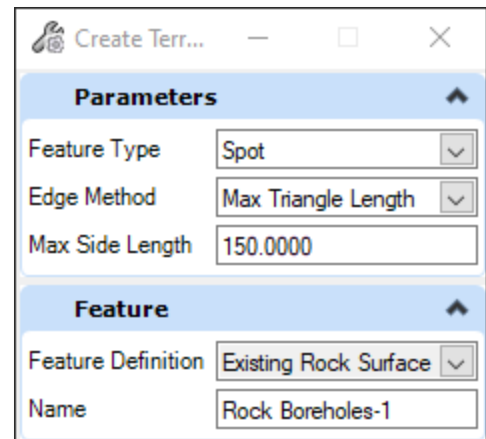 Create Terr...
Parameters
Feature Type Spot
Edge Method Max Triangle Length
Max Side Length 150.0000
Feature
Feature Definition Existing Rock Surface
Name Rock Boreholes-1